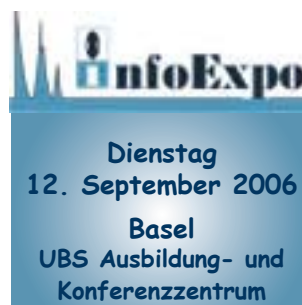 infoExpo
Dienstag
12. September 2006
Basel
UBS Ausbildung- und
Konferenzzentrum